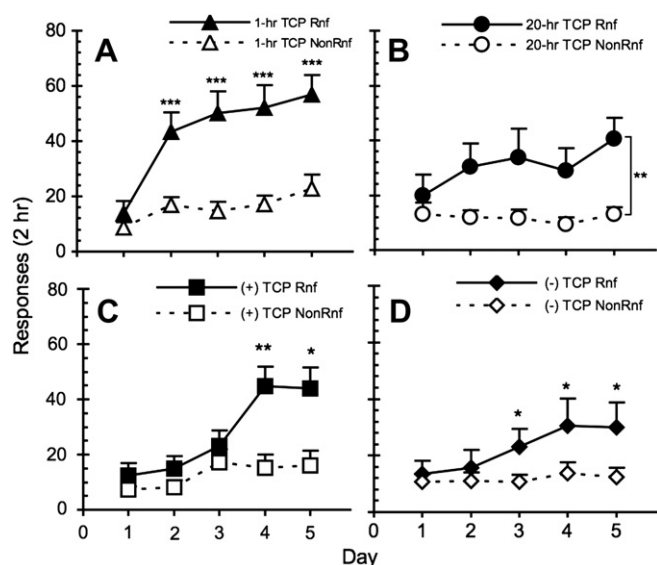 1-hr TCP Rnf
1-hr TCP NonRnf
A
80
60
40
20
0
***
***
***
***
20-hr TCP Rnf
20-hr TCP NonRnf
B
**
Responses (2 hr)
(+) TCP Rnf
(+) TCP NonRnf
C
80
60
40
20
0
**
*
0
1
2
3
4
5
(-) TCP Rnf
(-) TCP NonRnf
D
*
*
*
0
1
2
3
4
5
Day